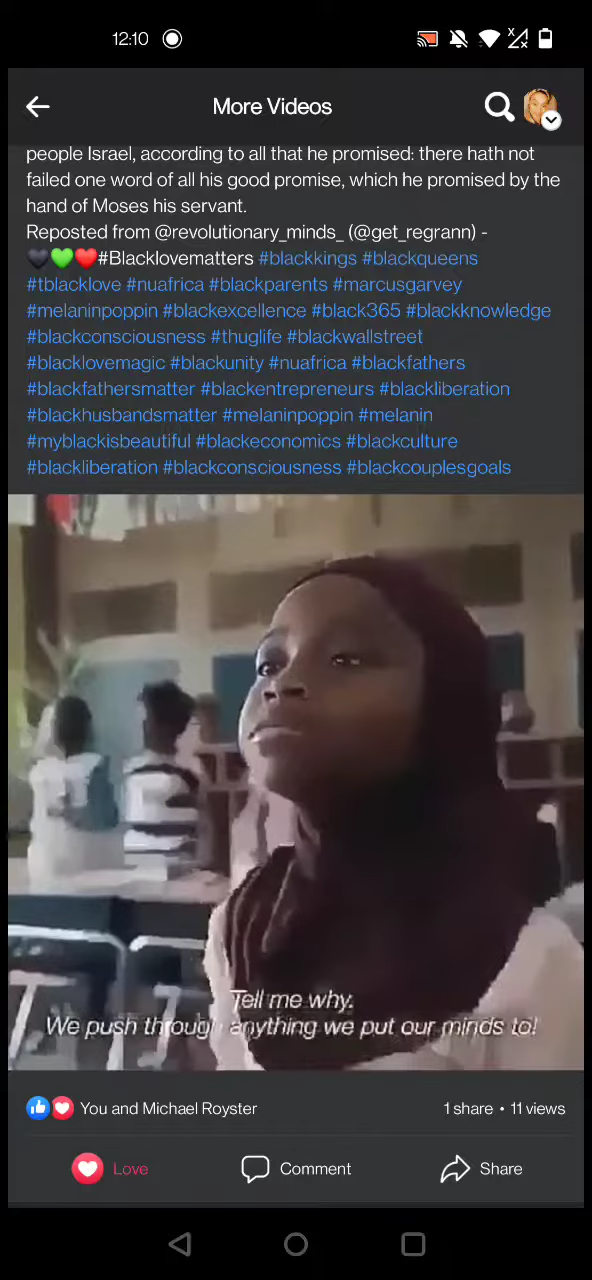 12:10
More Videos
people Israel, according to all that he promised: there hath not
failed one word of all his good promise, which he promised by the
hand of Moses his servant.
Reposted from @revolutionary_minds_ (@get_regrann) -
🖤💚❤️#Blacklovematters #blackkings #blackqueens
#tblacklove #nuafrica #blackparents #marcusgarvey
#melaninpoppin #blackexcellence #black365 #blackknowledge
#blackconsciousness #thuglife #blackwallstreet
#blacklovemagic #blackunity #nuafrica #blackfathers
#blackfathersmatter #blackentrepreneurs #blackliberation
#blackhusbandsmatter #melaninpoppin #melanin
#myblackisbeautiful #blackeconomics #blackculture
#blackliberation #blackconsciousness #blackcouplesgoals
Tell me why.
We push through anything we put our minds to!
You and Michael Royster
1 share • 11 views
Love
Comment
Share